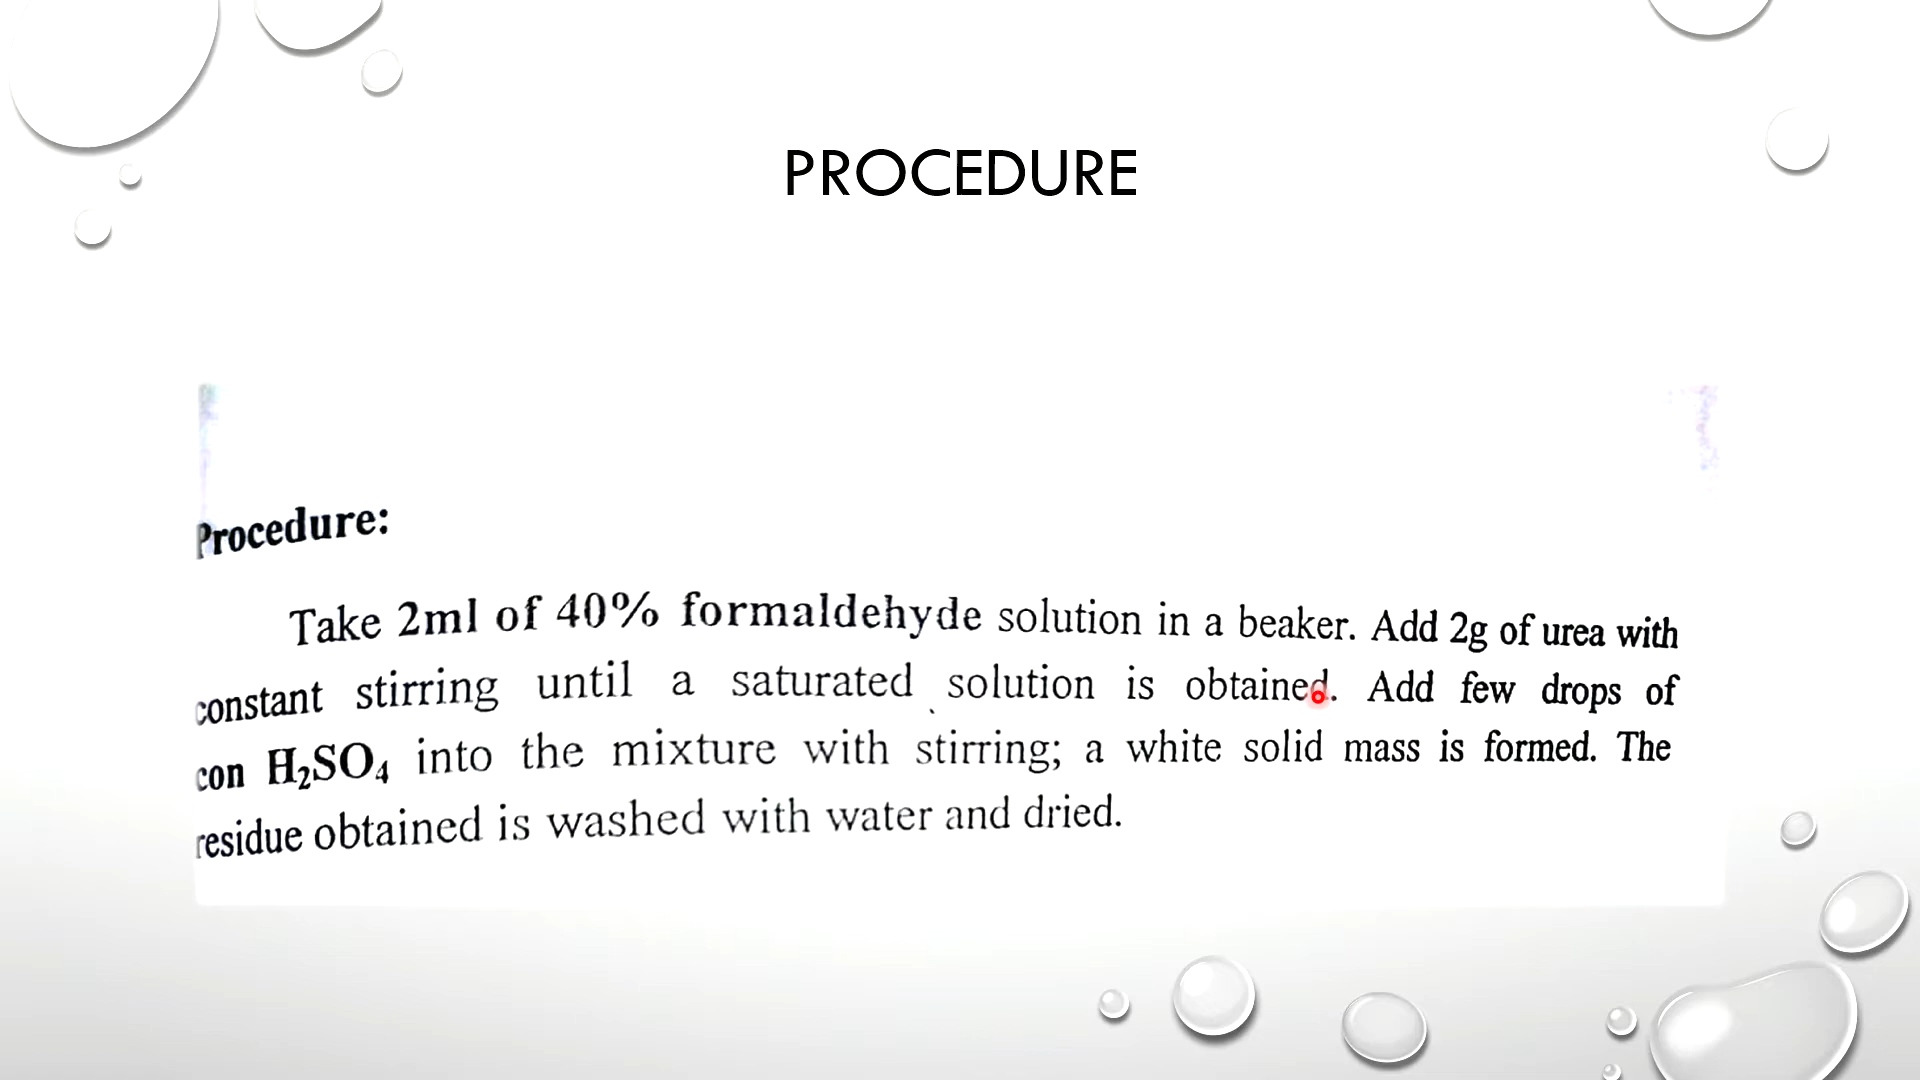 PROCEDURE
Procedure:
Take 2ml of 40% formaldehyde solution in a beaker. Add 2g of urea with
constant stirring until a saturated solution is obtained. Add few drops of
con H₂SO₄ into the mixture with stirring; a white solid mass is formed. The
residue obtained is washed with water and dried.